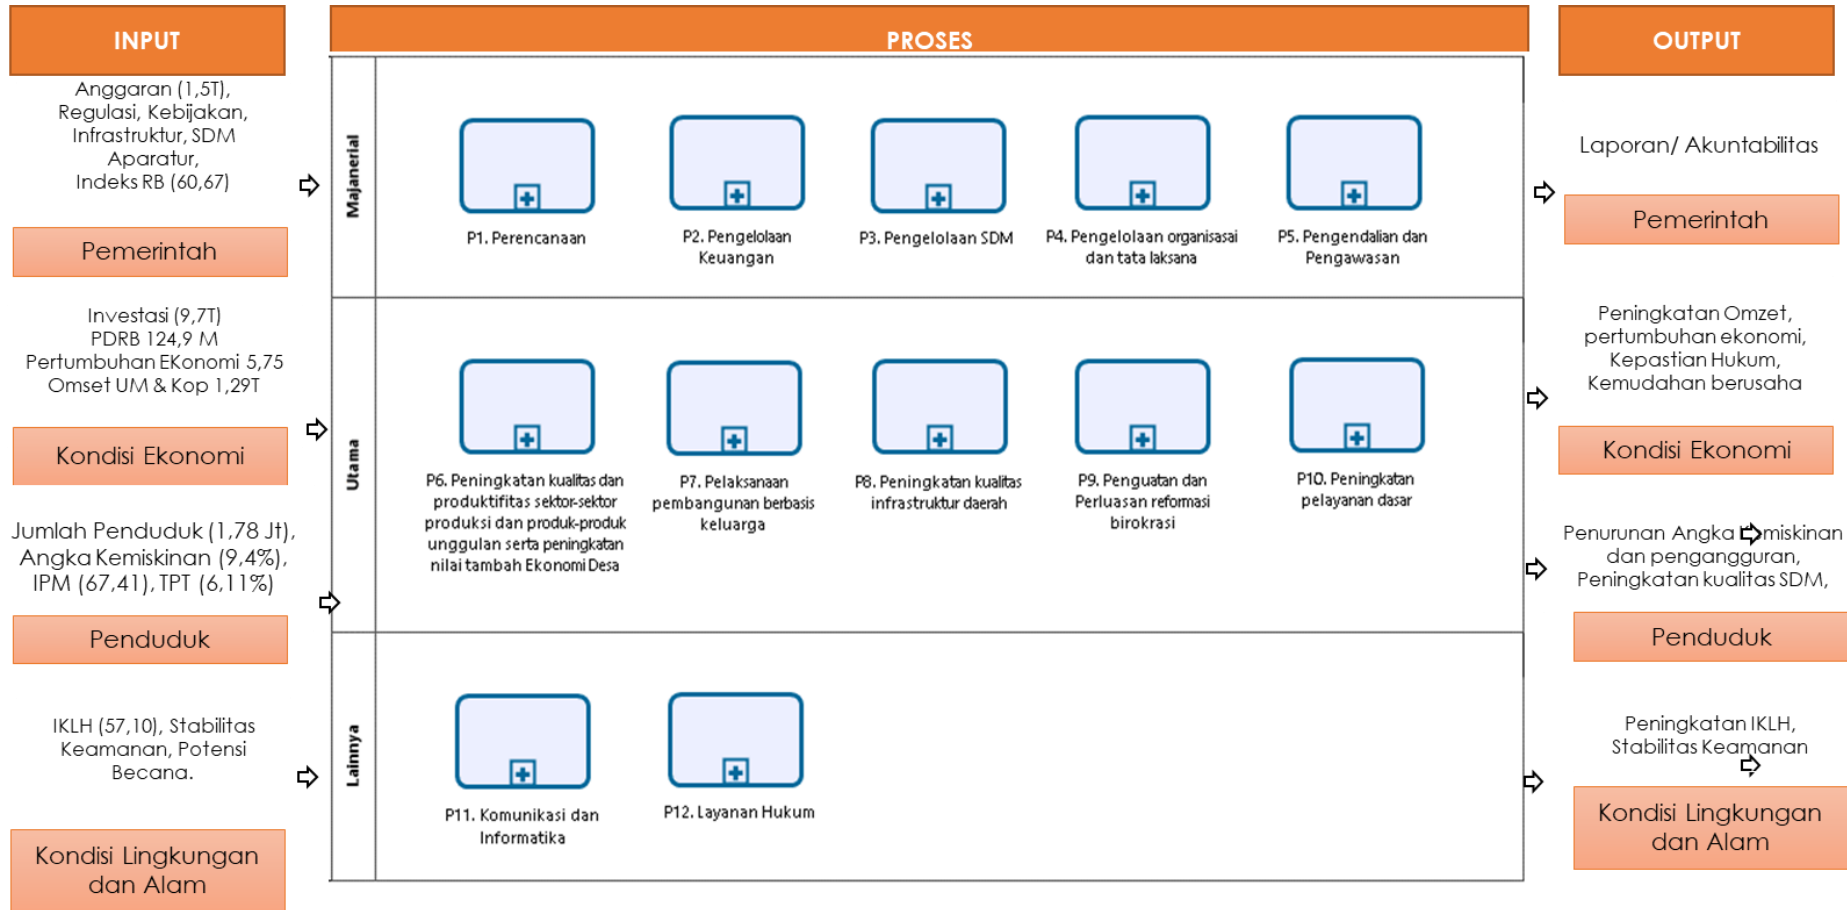 INPUT
Anggaran (1,5T),
Regulasi, Kebijakan,
Infrastruktur, SDM
Aparatur,
Indeks RB (60,67)
Pemerintah
Investasi (9,7T)
PDRB 124,9 M
Pertumbuhan EKonomi 5,75
Omset UM & Kop 1,29T
Kondisi Ekonomi
Jumlah Penduduk (1,78 Jt),
Angka Kemiskinan (9,4%),
IPM (67,41), TPT (6,11%)
Penduduk
IKLH (57,10), Stabilitas
Keamanan, Potensi
Becana.
Kondisi Lingkungan
dan Alam
PROSES
Majanerial
P1. Perencanaan
P2. Pengelolaan
Keuangan
P3. Pengelolaan SDM
P4. Pengelolaan organisasai
dan tata laksana
P5. Pengendalian dan
Pengawasan
Utama
P6. Peningkatan kualitas dan
produktifitas sektor-sektor
produksi dan produk-produk
unggulan serta peningkatan
nilai tambah Ekonomi Desa
P7. Pelaksanaan
pembangunan berbasis
keluarga
P8. Peningkatan kualitas
infrastruktur daerah
P9. Penguatan dan
Perluasan reformasi
birokrasi
P10. Peningkatan
pelayanan dasar
Lainnya
P11. Komunikasi dan
Informatika
P12. Layanan Hukum
OUTPUT
Laporan/ Akuntabilitas
Pemerintah
Peningkatan Omzet,
pertumbuhan ekonomi,
Kepastian Hukum,
Kemudahan berusaha
Kondisi Ekonomi
Penurunan Angka Kemiskinan
dan pengangguran,
Peningkatan kualitas SDM,
Penduduk
Peningkatan IKLH,
Stabilitas Keamanan
Kondisi Lingkungan
dan Alam